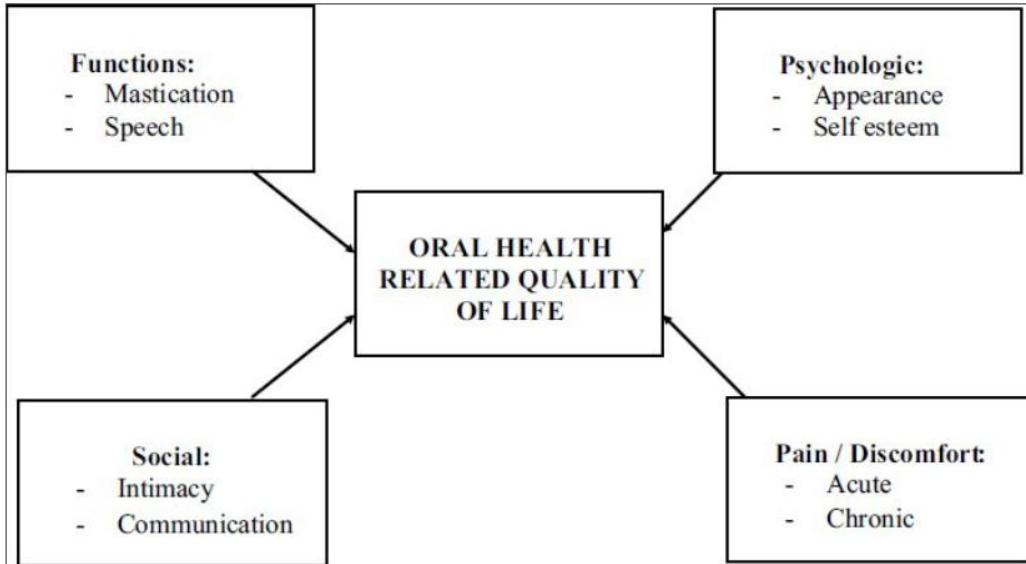 Functions:
- Mastication
- Speech
Psychologic:
- Appearance
- Self esteem
ORAL HEALTH
RELATED QUALITY
OF LIFE
Social:
- Intimacy
- Communication
Pain / Discomfort:
- Acute
- Chronic